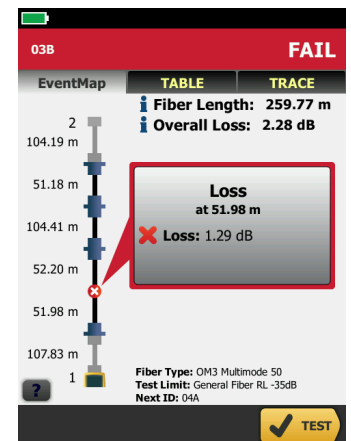 03B
FAIL
EventMap
TABLE
TRACE
i Fiber Length: 259.77 m
i Overall Loss: 2.28 dB
2
104.19 m
51.18 m
104.41 m
52.20 m
51.98 m
107.83 m
1
Loss
at 51.98 m
Loss: 1.29 dB
Fiber Type: OM3 Multimode 50
Test Limit: General Fiber RL -35dB
Next ID: 04A
?
TEST